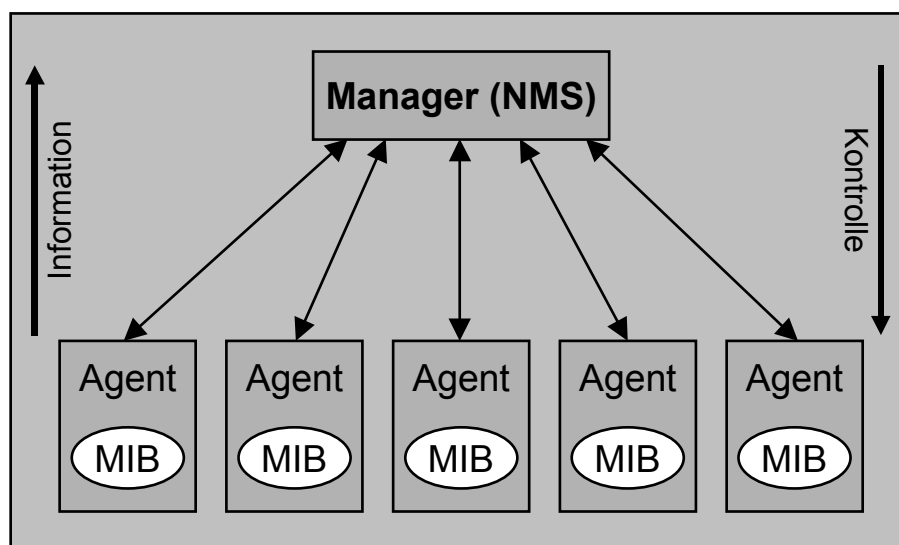 Manager (NMS)
Information
Kontrolle
Agent
MIB
Agent
MIB
Agent
MIB
Agent
MIB
Agent
MIB